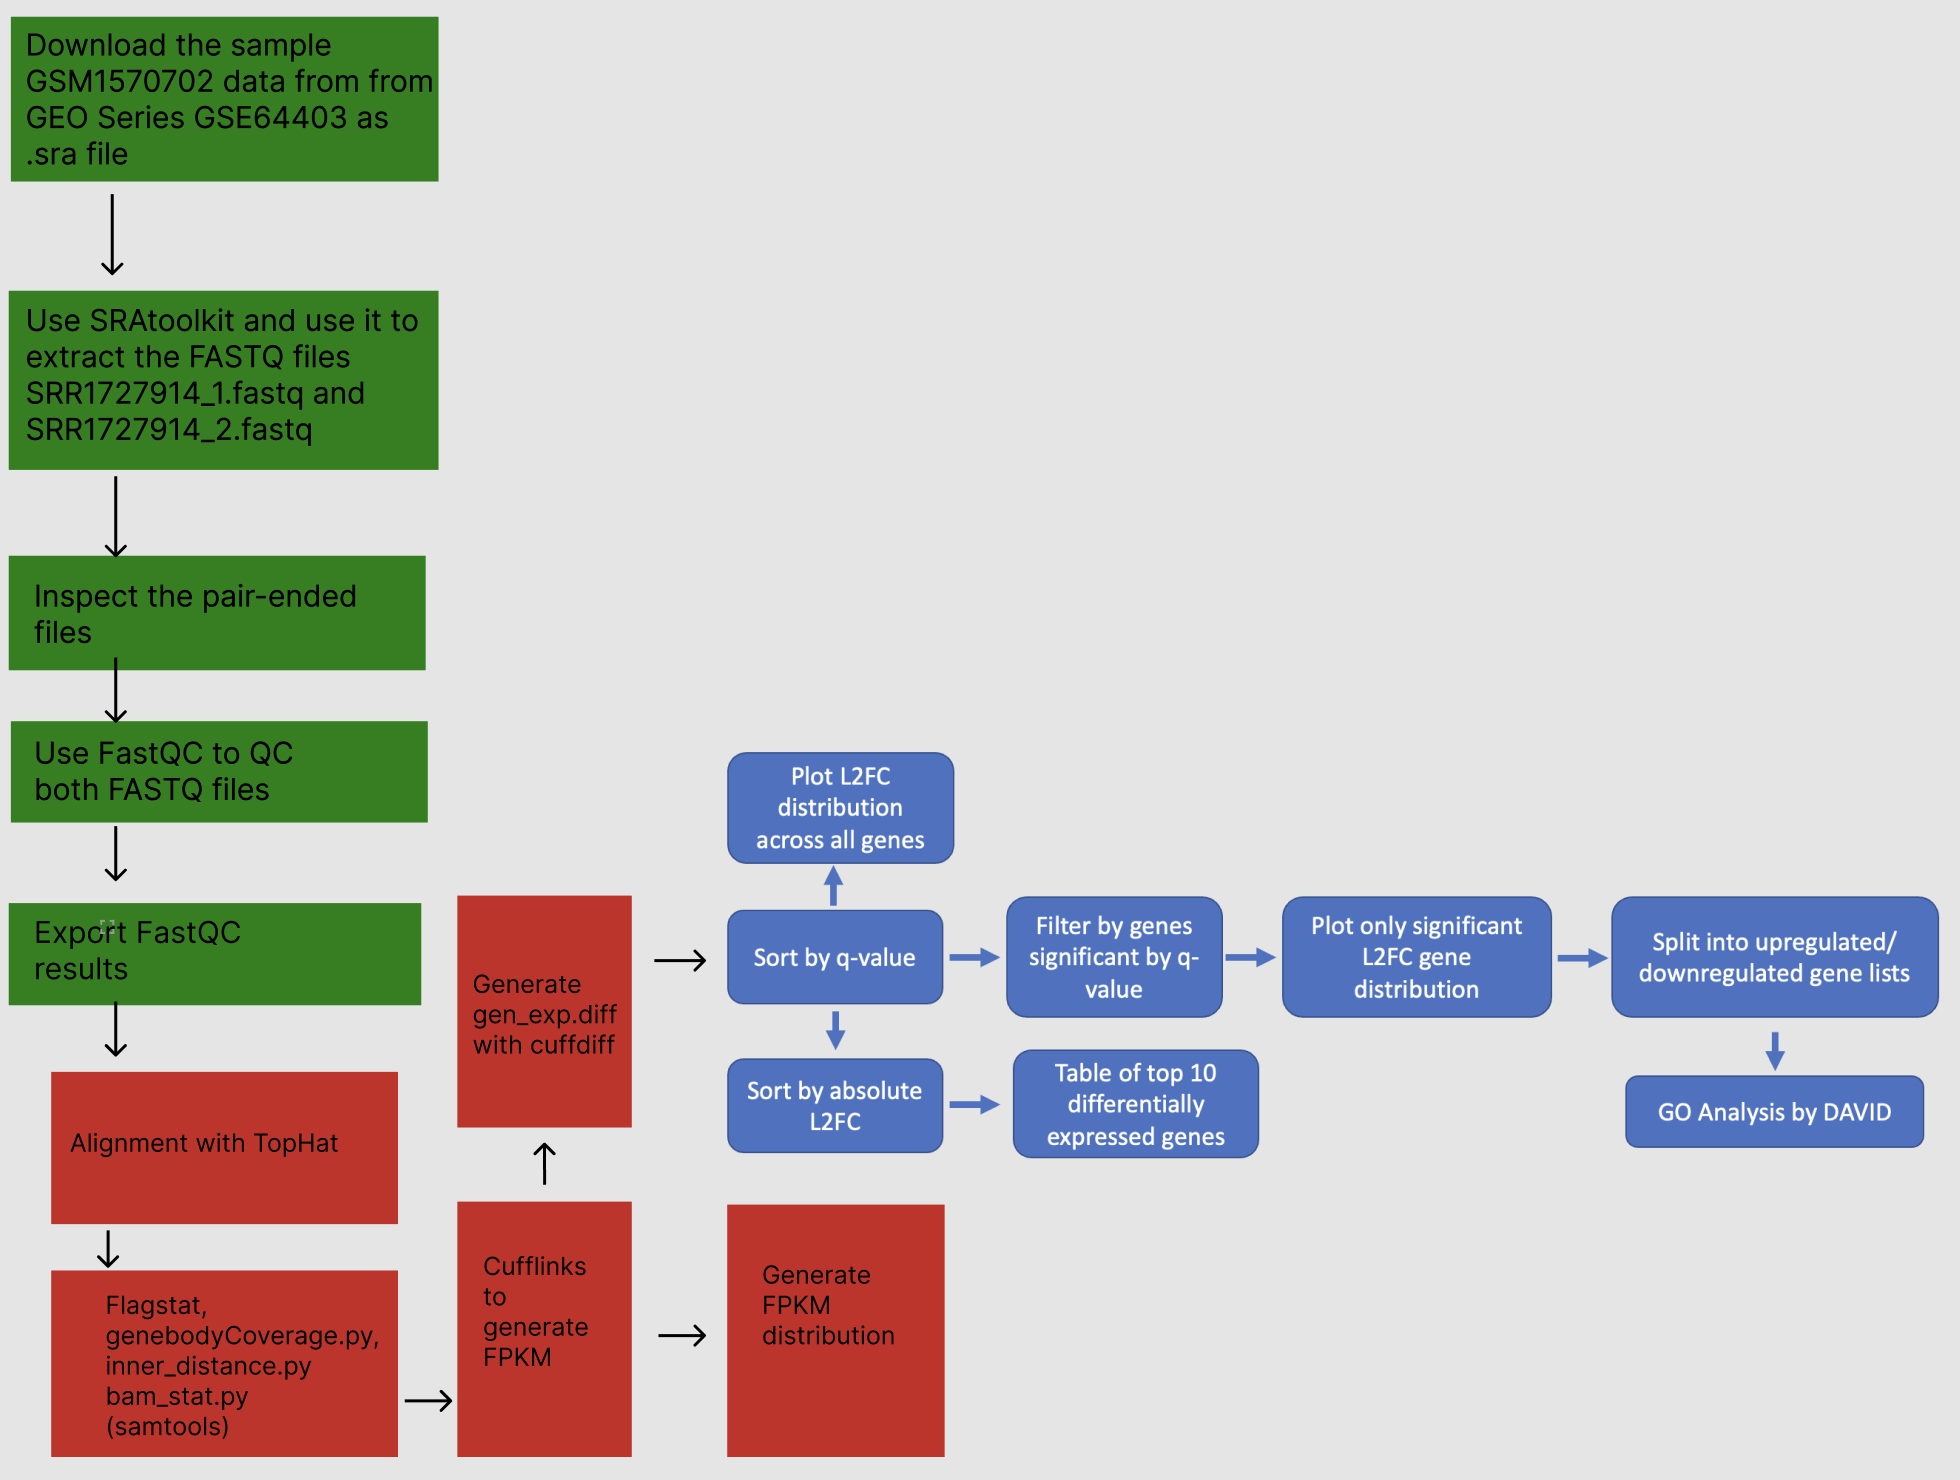 Download the sample
GSM1570702 data from from
GEO Series GSE64403 as
.sra file
Use SRAtoolkit and use it to
extract the FASTQ files
SRR1727914_1.fastq and
SRR1727914_2.fastq
Inspect the pair-ended
files
Use FastQC to QC
both FASTQ files
Export FastQC
results
Alignment with TopHat
Flagstat,
genebodyCoverage.py,
inner_distance.py
bam_stat.py
(samtools)
Cufflinks
to
generate
FPKM
Generate
FPKM
distribution
Generate
gen_exp.diff
with cuffdiff
Plot L2FC
distribution
across all genes
Sort by q-value
Sort by absolute
L2FC
Table of top 10
differentially
expressed genes
Filter by genes
significant by q-
value
Plot only significant
L2FC gene
distribution
Split into upregulated/
downregulated gene lists
GO Analysis by DAVID